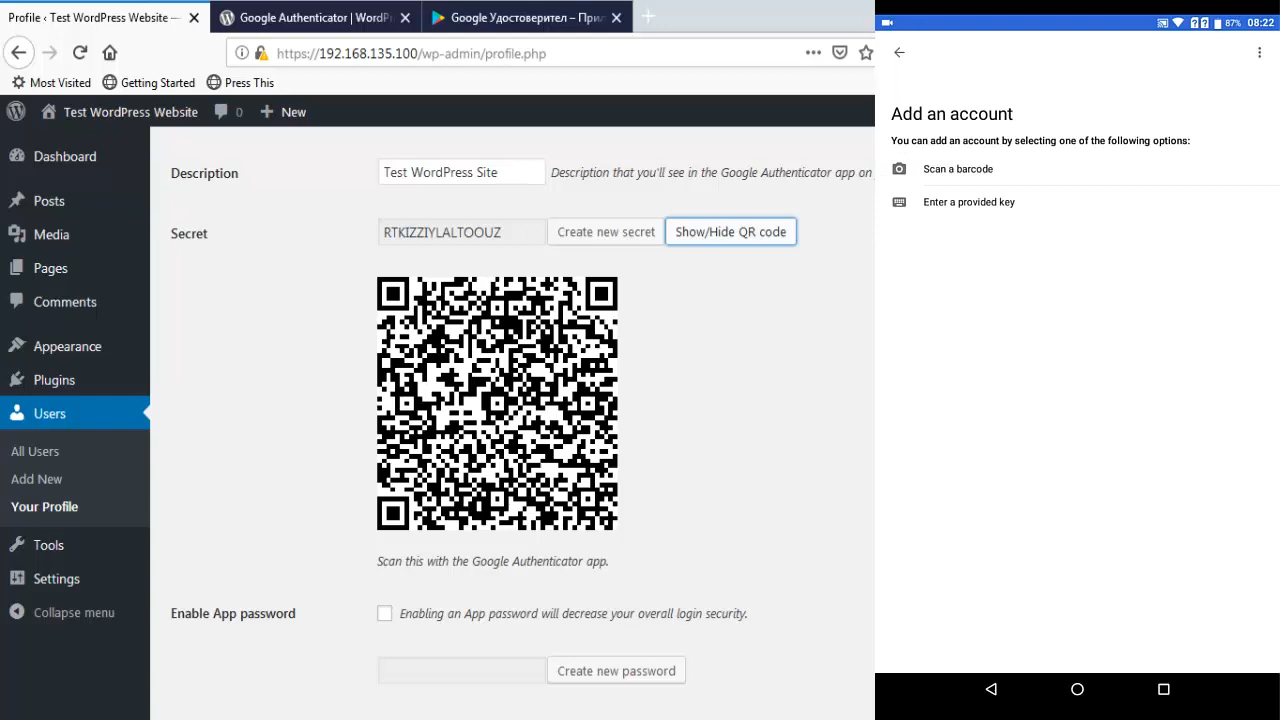 Profile ‹ Test WordPress Website —
Google Authenticator | WordPr
Google Удостоверител – Прил
https://192.168.135.100/wp-admin/profile.php
Most Visited
Getting Started
Press This
Test WordPress Website
0
New
Dashboard
Posts
Media
Pages
Comments
Appearance
Plugins
Users
All Users
Add New
Your Profile
Tools
Settings
Collapse menu
Description
Test WordPress Site
Description that you'll see in the Google Authenticator app on
Secret
RTKIZZIYLALTOOUZ
Create new secret
Show/Hide QR code
Scan this with the Google Authenticator app.
Enable App password
Enabling an App password will decrease your overall login security.
Create new password
87% 08:22
Add an account
You can add an account by selecting one of the following options:
Scan a barcode
Enter a provided key